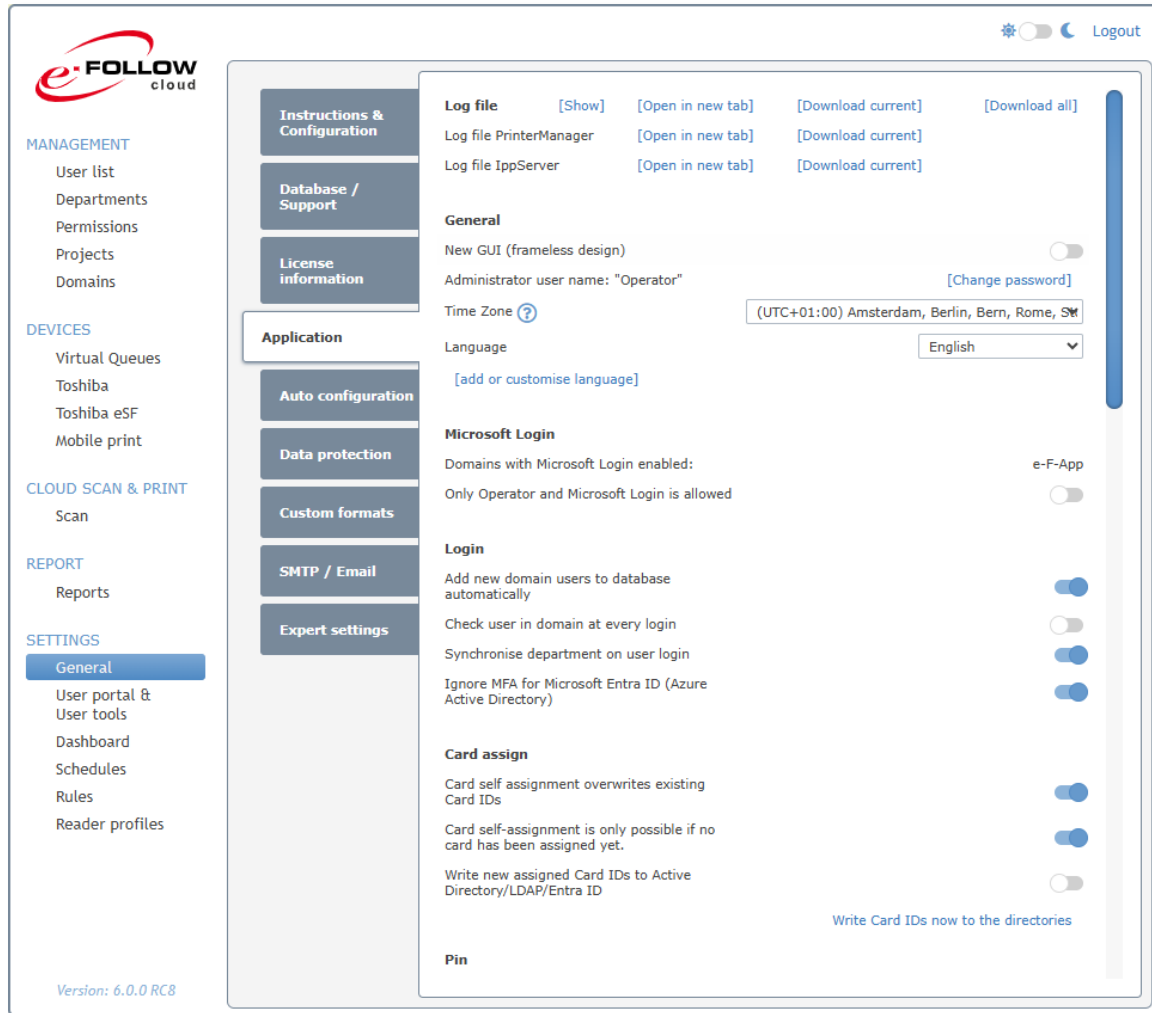 Logout
e-FOLLOW
cloud
MANAGEMENT
User list
Departments
Permissions
Projects
Domains
DEVICES
Virtual Queues
Toshiba
Toshiba eSF
Mobile print
CLOUD SCAN & PRINT
Scan
REPORT
Reports
SETTINGS
General
User portal &
User tools
Dashboard
Schedules
Rules
Reader profiles
Version: 6.0.0 RC8
Instructions &
Configuration
Database /
Support
License
information
Application
Auto configuration
Data protection
Custom formats
SMTP / Email
Expert settings
Log file [Show] [Open in new tab] [Download current] [Download all]
Log file PrinterManager [Open in new tab] [Download current]
Log file IppServer [Open in new tab] [Download current]
General
New GUI (frameless design)
Administrator user name: "Operator" [Change password]
Time Zone ? (UTC+01:00) Amsterdam, Berlin, Bern, Rome,
Language English
[add or customise language]
Microsoft Login
Domains with Microsoft Login enabled: e-F-App
Only Operator and Microsoft Login is allowed
Login
Add new domain users to database
automatically
Check user in domain at every login
Synchronise department on user login
Ignore MFA for Microsoft Entra ID (Azure
Active Directory)
Card assign
Card self assignment overwrites existing
Card IDs
Card self-assignment is only possible if no
card has been assigned yet.
Write new assigned Card IDs to Active
Directory/LDAP/Entra ID
Write Card IDs now to the directories
Pin